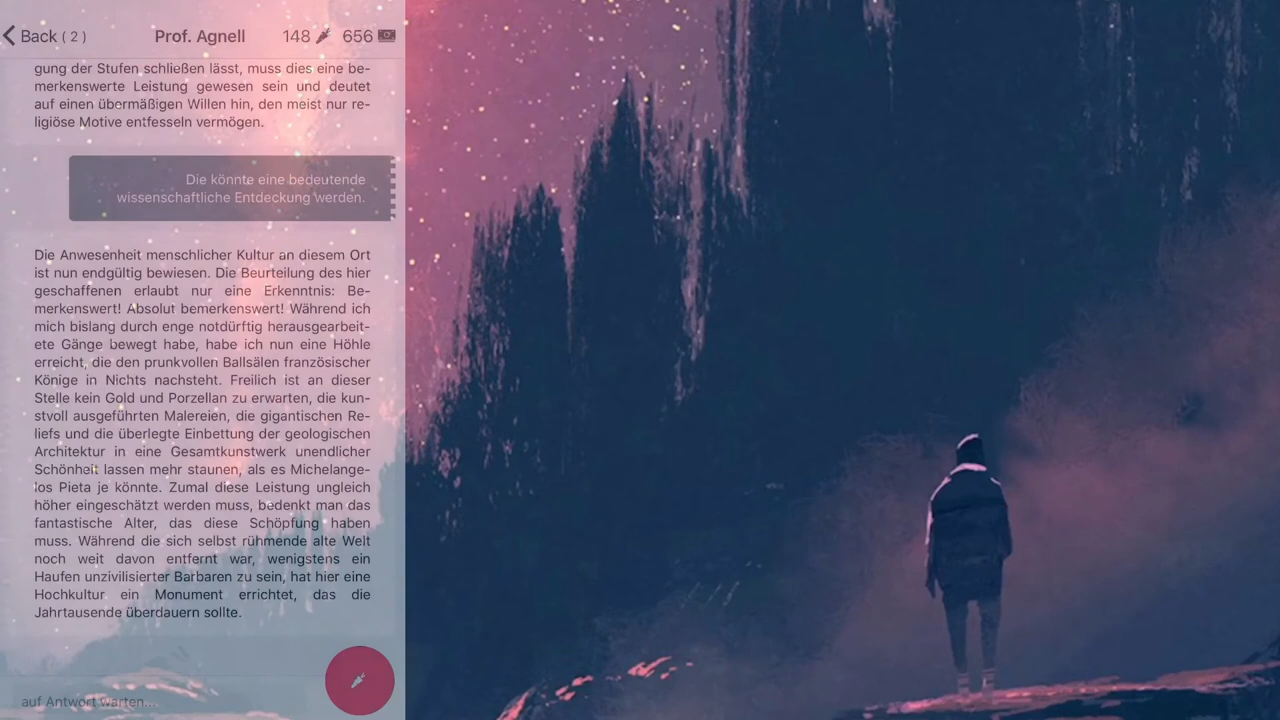 Back ( 2 ) Prof. Agnell 148 656
gung der Stufen schließen lässt, muss dies eine be-
merkenswerte Leistung gewesen sein und deutet
auf einen übermäßigen Willen hin, den meist nur re-
ligiöse Motive entfesseln vermögen.
Die könnte eine bedeutende
wissenschaftliche Entdeckung werden.
Die Anwesenheit menschlicher Kultur an diesem Ort
ist nun endgültig bewiesen. Die Beurteilung des hier
geschaffenen erlaubt nur eine Erkenntnis: Be-
merkenswert! Absolut bemerkenswert! Während ich
mich bislang durch enge notdürftig herausgearbeit-
ete Gänge bewegt habe, habe ich nun eine Höhle
erreicht, die den prunkvollen Ballsälen französischer
Könige in Nichts nachsteht. Freilich ist an dieser
Stelle kein Gold und Porzellan zu erwarten, die kun-
stvoll ausgeführten Malereien, die gigantischen Re-
liefs und die überlegte Einbettung der geologischen
Architektur in eine Gesamtkunstwerk unendlicher
Schönheit lassen mehr staunen, als es Michelange-
los Pieta je könnte. Zumal diese Leistung ungleich
höher eingeschätzt werden muss, bedenkt man das
fantastische Alter, das diese Schöpfung haben
muss. Während die sich selbst rühmende alte Welt
noch weit davon entfernt war, wenigstens ein
Haufen unzivilisierter Barbaren zu sein, hat hier eine
Hochkultur ein Monument errichtet, das die
Jahrtausende überdauern sollte.
auf Antwort warten....